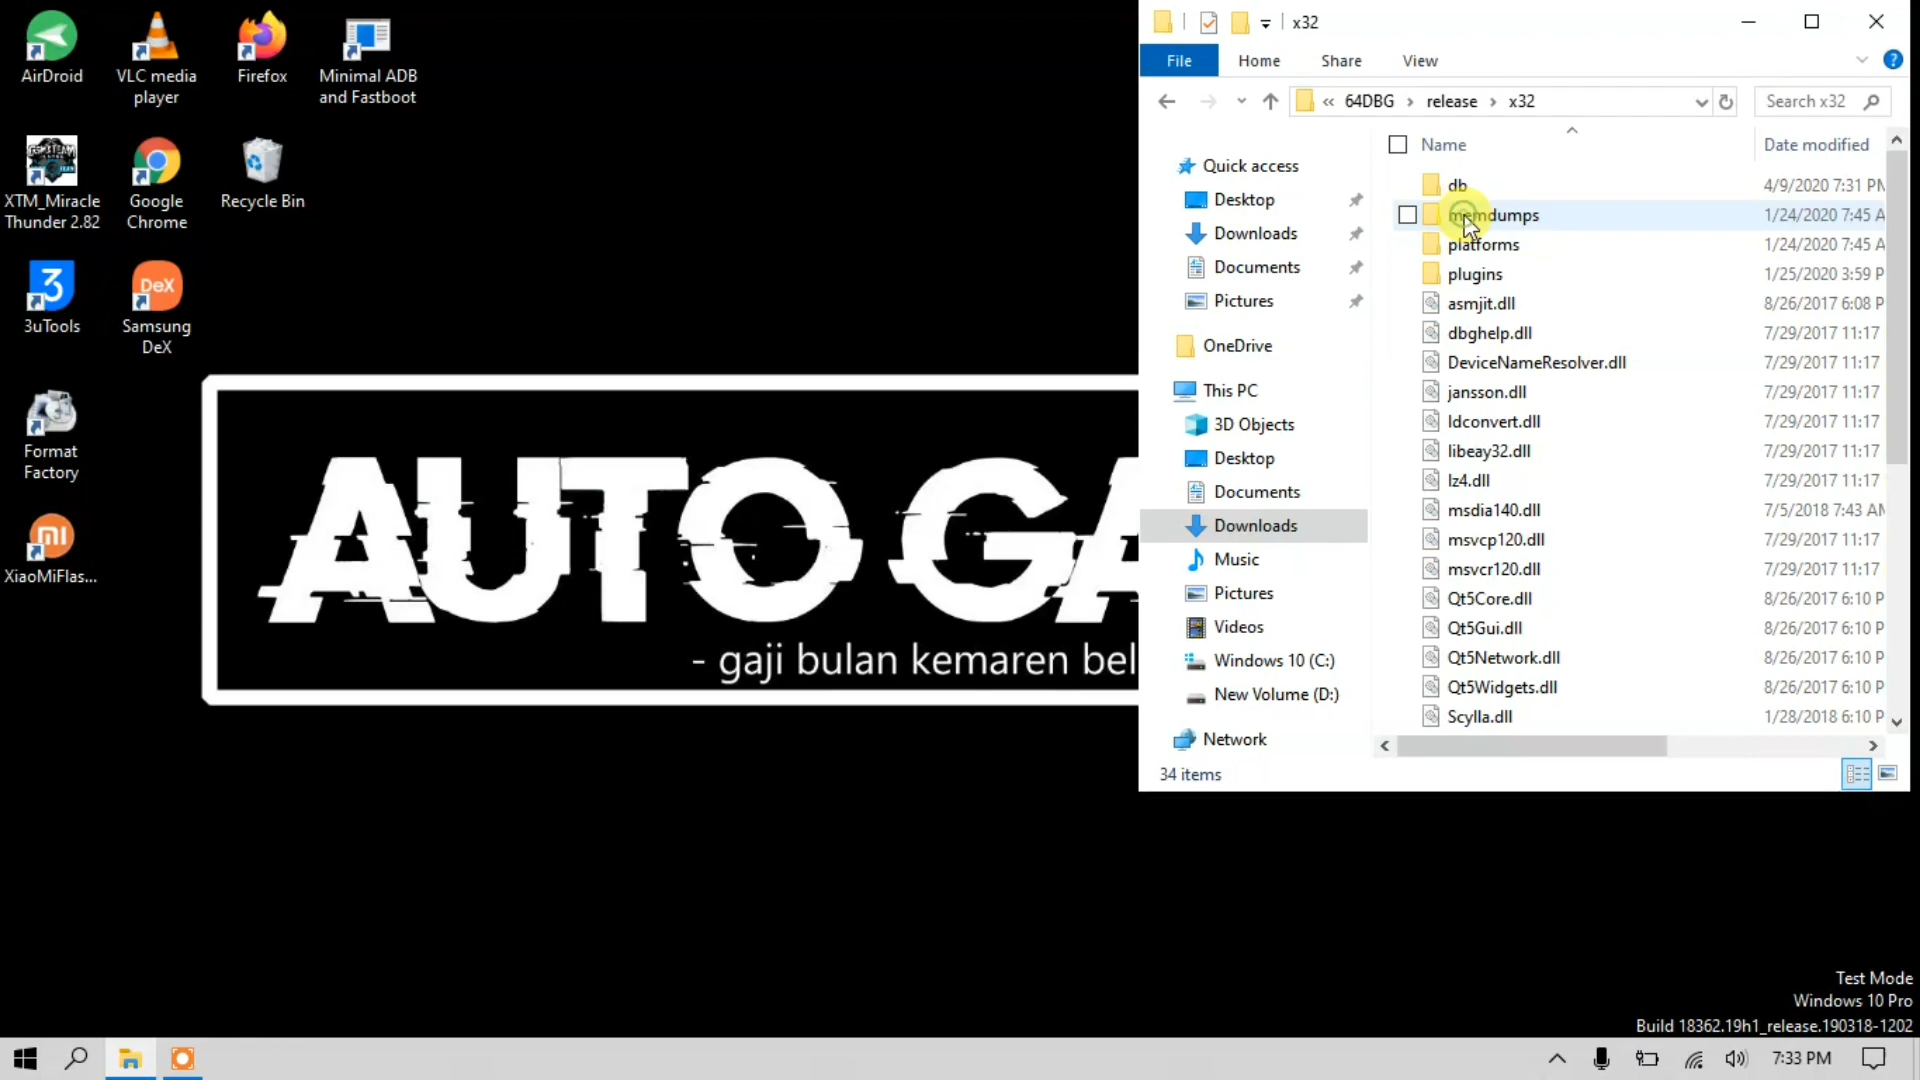 AirDroid
VLC media
player
Firefox
Minimal ADB
and Fastboot
XTM_Miracle
Thunder 2.82
Google
Chrome
Recycle Bin
3uTools
Samsung
DeX
Format
Factory
XiaoMiFlas...
AUTO GA
- gaji bulan kemaren bel
x32
File
Home
Share
View
« 64DBG > release > x32
Search x32
Quick access
Desktop
Downloads
Documents
Pictures
OneDrive
This PC
3D Objects
Desktop
Documents
Downloads
Music
Pictures
Videos
Windows 10 (C:)
New Volume (D:)
Network
Name
Date modified
db 4/9/2020 7:31 PM
memdumps 1/24/2020 7:45 A
platforms 1/24/2020 7:45 A
plugins 1/25/2020 3:59 P
asmjit.dll 8/26/2017 6:08 P
dbghelp.dll 7/29/2017 11:17
DeviceNameResolver.dll 7/29/2017 11:17
jansson.dll 7/29/2017 11:17
ldconvert.dll 7/29/2017 11:17
libeay32.dll 7/29/2017 11:17
lz4.dll 7/29/2017 11:17
msdia140.dll 7/5/2018 7:43 AM
msvcp120.dll 7/29/2017 11:17
msvcr120.dll 7/29/2017 11:17
Qt5Core.dll 8/26/2017 6:10 P
Qt5Gui.dll 8/26/2017 6:10 P
Qt5Network.dll 8/26/2017 6:10 P
Qt5Widgets.dll 8/26/2017 6:10 P
Scylla.dll 1/28/2018 6:10 P
34 items
Test Mode
Windows 10 Pro
Build 18362.19h1_release.190318-1202
7:33 PM